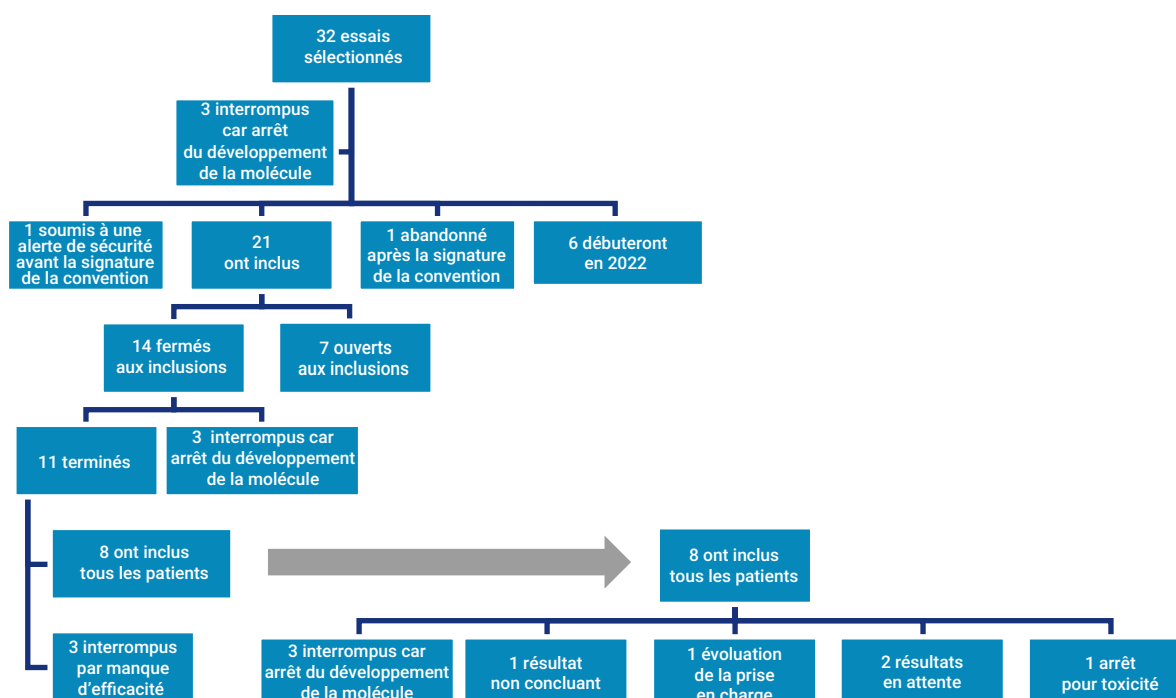 32 essais
sélectionnés
3 interrompus
car arrêt
du développement
de la molécule
1 soumis à une
alerte de sécurité
avant la signature
de la convention
21
ont inclus
1 abandonné
après la signature
de la convention
6 débuteront
en 2022
14 fermés
aux inclusions
7 ouverts
aux inclusions
11 terminés
3 interrompus car
arrêt du développement
de la molécule
8 ont inclus
tous les patients
8 ont inclus
tous les patients
3 interrompus
par manque
d'efficacité
3 interrompus car
arrêt du développement
de la molécule
1 résultat
non concluant
1 évolution
de la prise
en charge
2 résultats
en attente
1 arrêt
pour toxicité